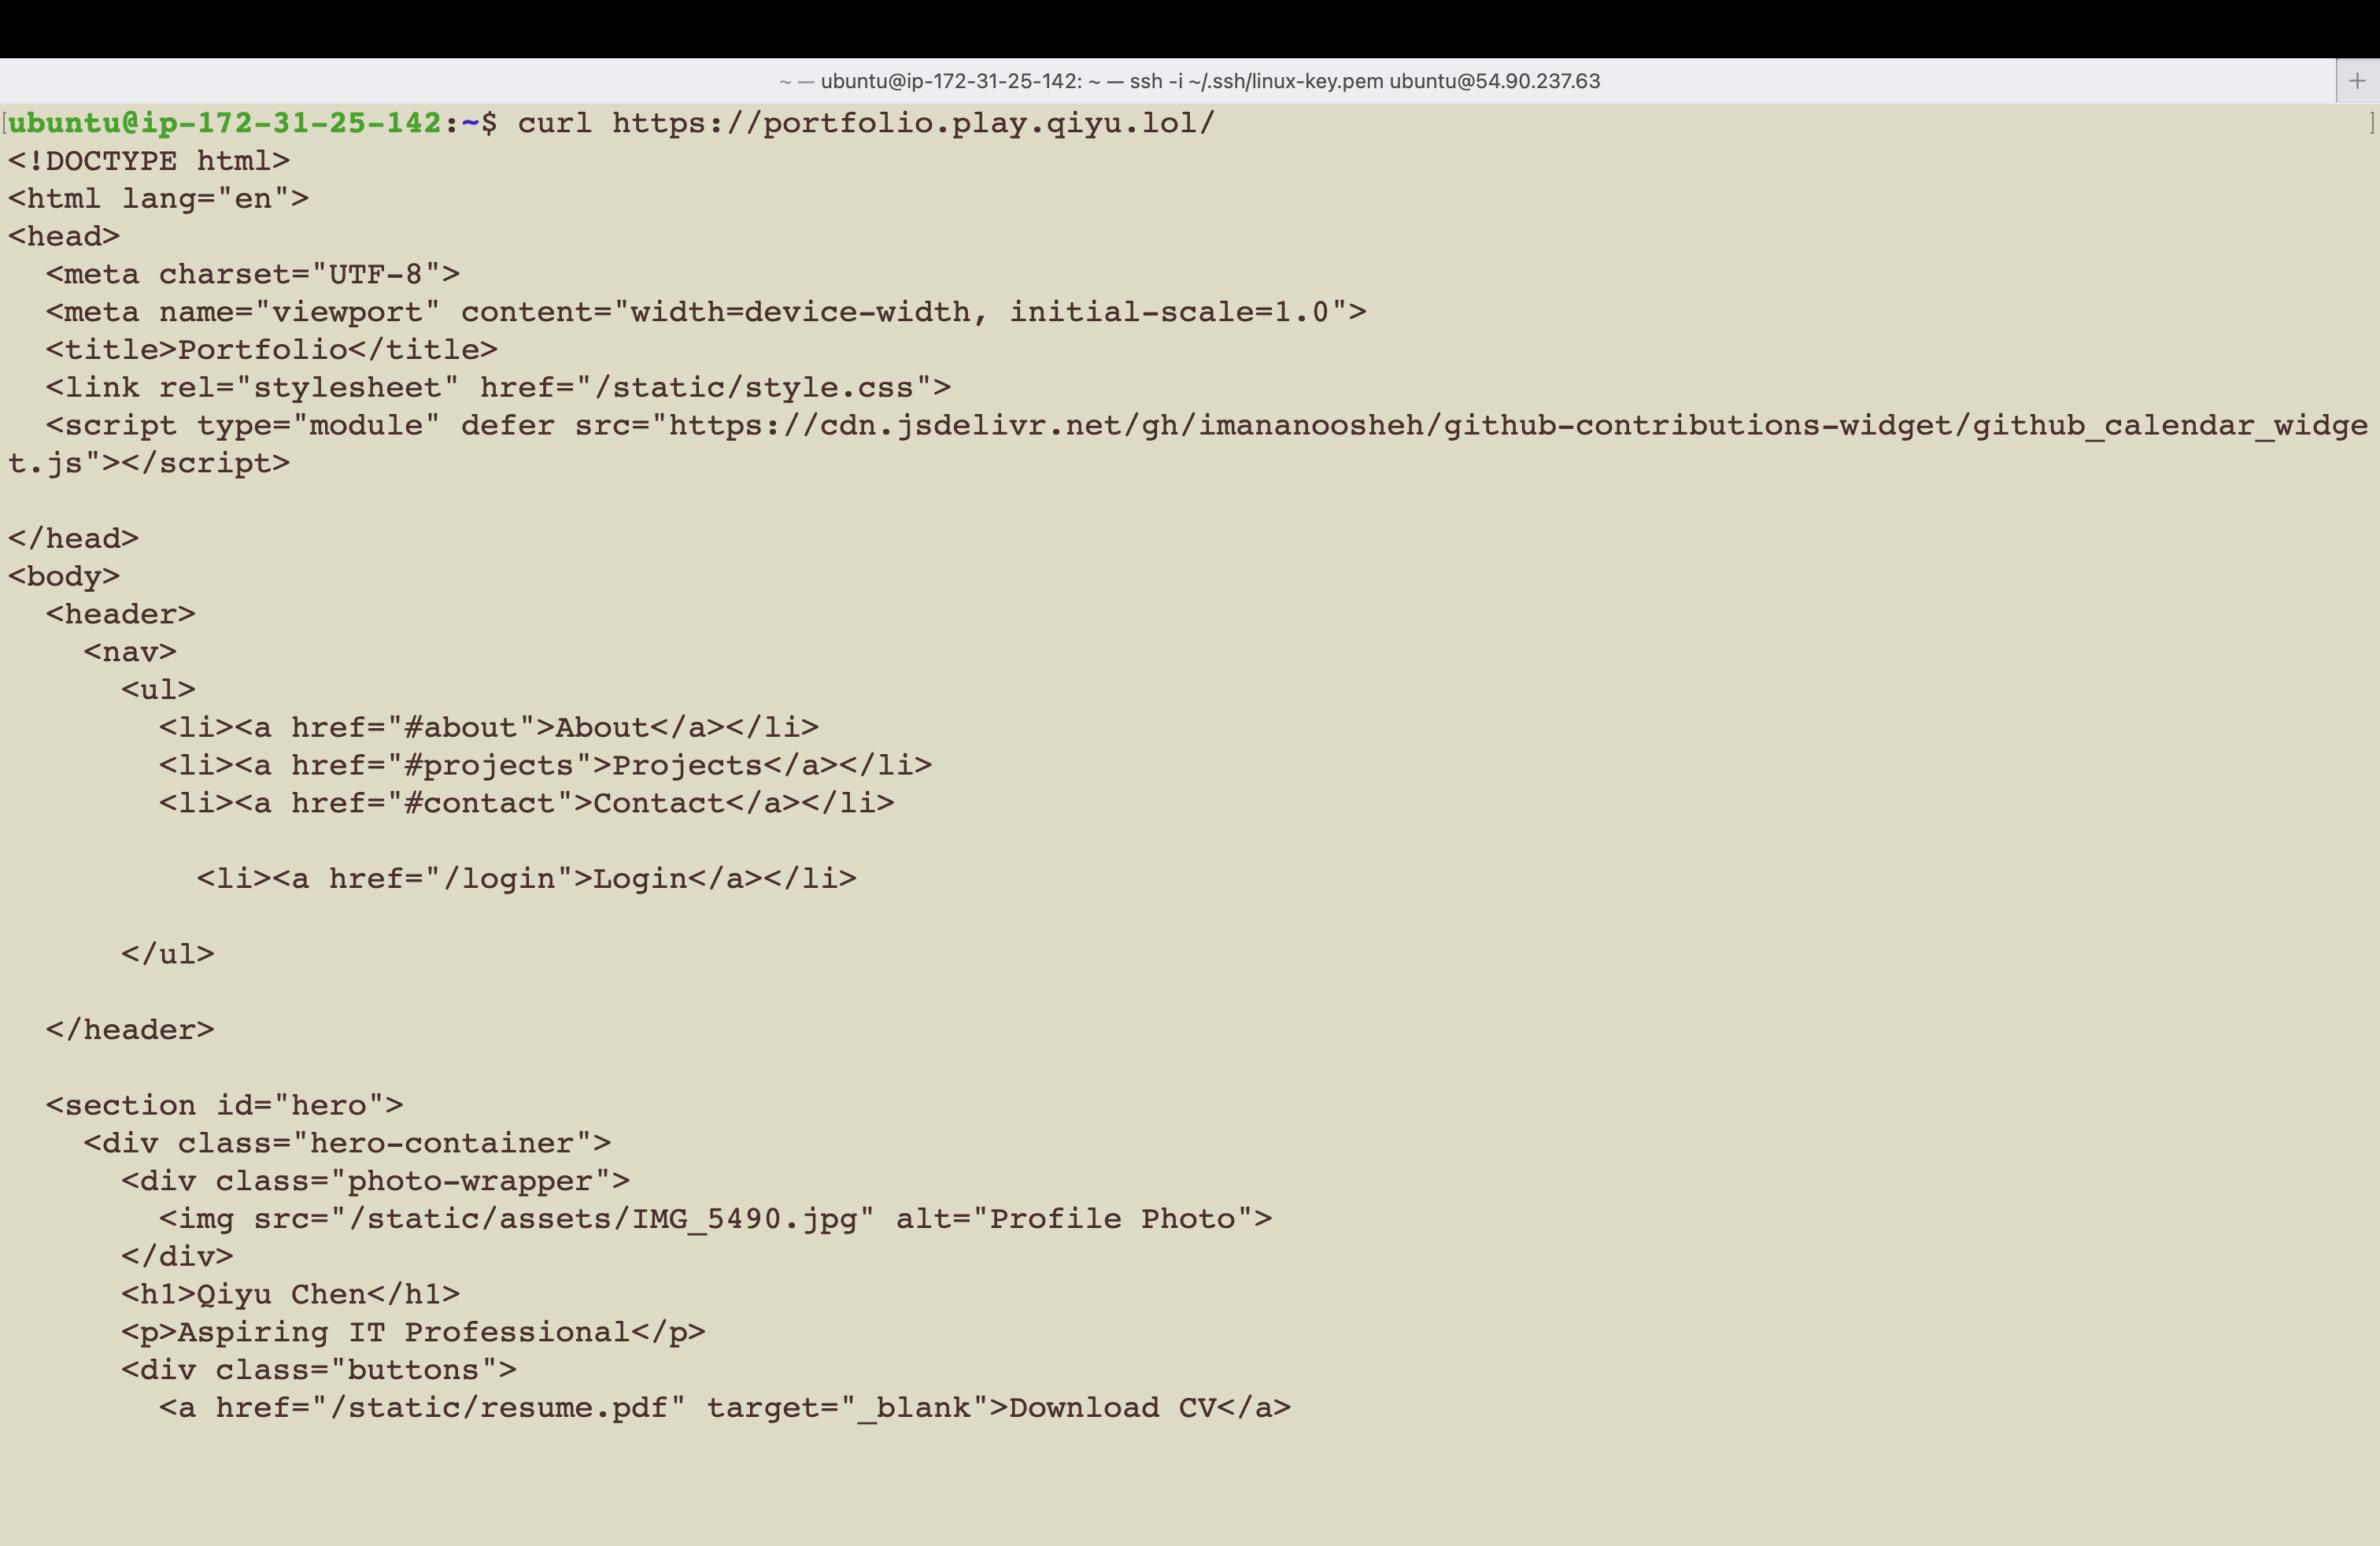 ~ — ubuntu@ip-172-31-25-142: ~ — ssh -i ~/.ssh/linux-key.pem ubuntu@54.90.237.63
[ubuntu@ip-172-31-25-142:~$ curl https://portfolio.play.qiyu.lol/ ]
<!DOCTYPE html>
<html lang="en">
<head>
  <meta charset="UTF-8">
  <meta name="viewport" content="width=device-width, initial-scale=1.0">
  <title>Portfolio</title>
  <link rel="stylesheet" href="/static/style.css">
  <script type="module" defer src="https://cdn.jsdelivr.net/gh/imananoosheh/github-contributions-widget/github_calendar_widge
t.js"></script>

</head>
<body>
  <header>
    <nav>
      <ul>
        <li><a href="#about">About</a></li>
        <li><a href="#projects">Projects</a></li>
        <li><a href="#contact">Contact</a></li>

          <li><a href="/login">Login</a></li>

      </ul>

  </header>

  <section id="hero">
    <div class="hero-container">
      <div class="photo-wrapper">
        <img src="/static/assets/IMG_5490.jpg" alt="Profile Photo">
      </div>
      <h1>Qiyu Chen</h1>
      <p>Aspiring IT Professional</p>
      <div class="buttons">
        <a href="/static/resume.pdf" target="_blank">Download CV</a>